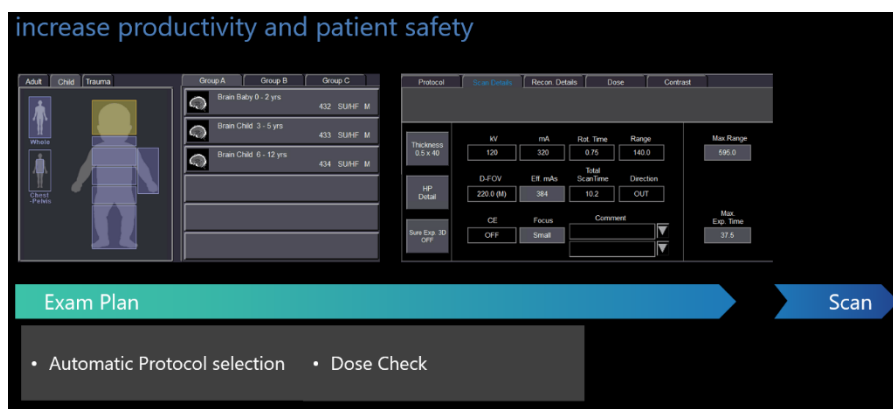 increase productivity and patient safety
Adult Child Trauma
Whole
Chest
-Pelvis
Group A Group B Group C
Brain Baby 0 - 2 yrs
432 SU/HF M
Brain Child 3 - 5 yrs
433 SU/HF M
Brain Child 6 - 12 yrs
434 SU/HF M
Protocol Scan Details Recon. Details Dose Contrast
Thickness
0.5 x 40
HP
Detail
Sure Exp. 3D
OFF
kV mA Rot. Time Range
120 320 0.75 140.0
D-FOV Eff. mAs Total ScanTime Direction
220.0 (M) 384 10.2 OUT
CE Focus Comment
OFF Small
Max Range
595.0
Max.
Exp. Time
37.5
Exam Plan
Scan
• Automatic Protocol selection
• Dose Check